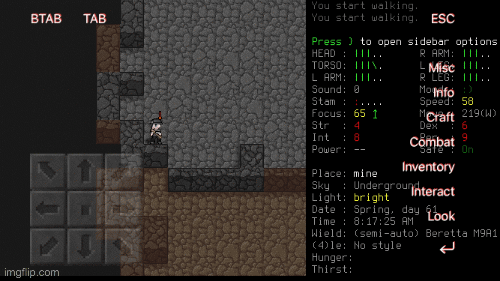 BTAB TAB
You start walking.
You start walking.
ESC
Press } to open sidebar options
HEAD : |||.. R ARM: |||..
TORSO: |||\. L
L ARM: |||.. R LEG: |||..
Misc
Sound: 0
Info
Stam : :....
Speed: 58
Focus: 65
219(W)
Craft
Str : 4 Dex : 6
Int : 8 : 9
Combat
Power: -- Safe : On
Inventory
Place: mine
Sky : Underground
Interact
Light: bright
Date : Spring, day 61
Look
Time : 8:17:25 AM
Wield: (semi-auto) Beretta M9A1
(4)le: No style
Hunger:
Thirst:
imgflip.com